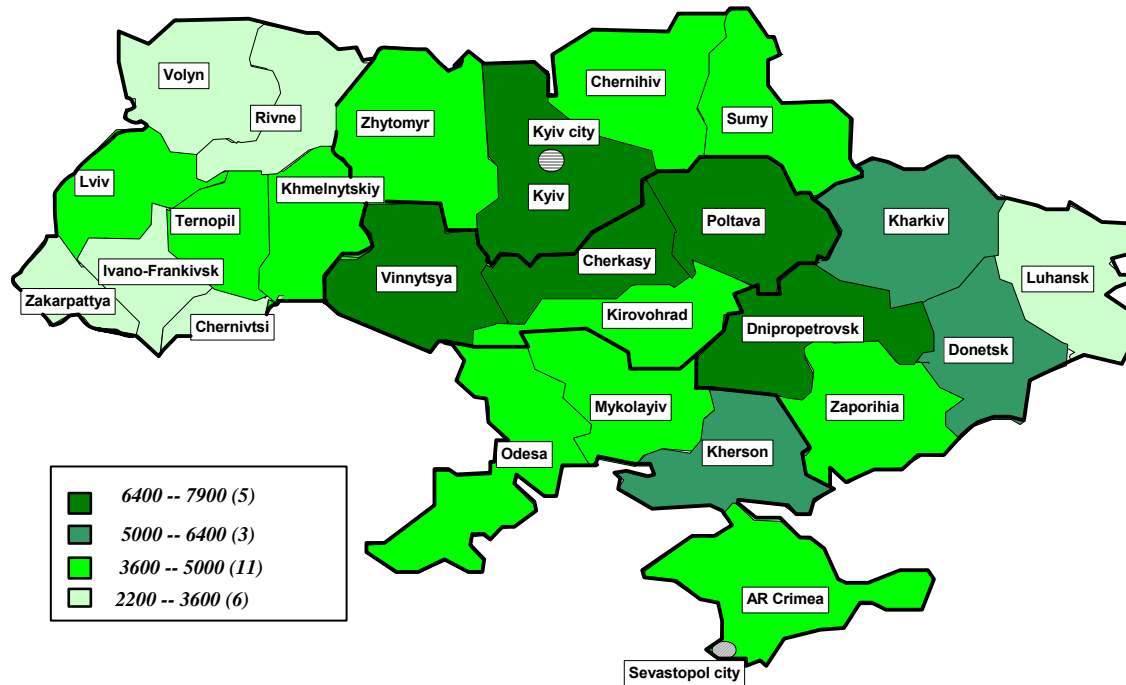 Volyn
Rivne
Zhytomyr
Chernihiv
Kyiv city
Sumy
Lviv
Khmelnytskiy
Kyiv
Ternopil
Poltava
Kharkiv
Ivano-Frankivsk
Vinnytsya
Cherkasy
Luhansk
Zakarpattya
Chernivtsi
Kirovohrad
Dnipropetrovsk
Donetsk
Mykolayiv
Zaporihia
Odesa
Kherson
6400 -- 7900 (5)
5000 -- 6400 (3)
3600 -- 5000 (11)
2200 -- 3600 (6)
AR Crimea
Sevastopol city